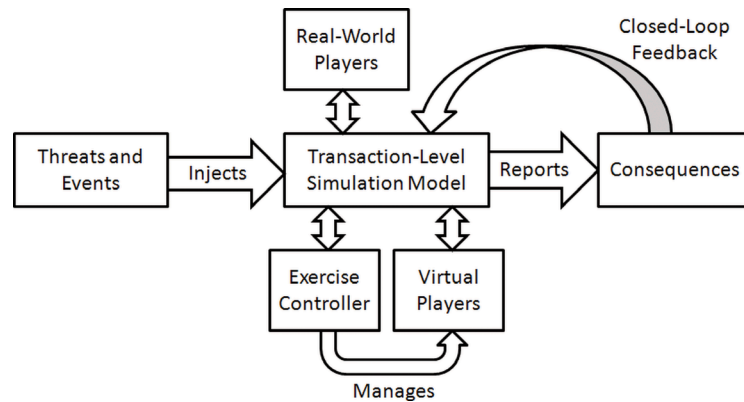 Real-World
Players
Closed-Loop
Feedback
Threats and
Events
Injects
Transaction-Level
Simulation Model
Reports
Consequences
Exercise
Controller
Virtual
Players
Manages